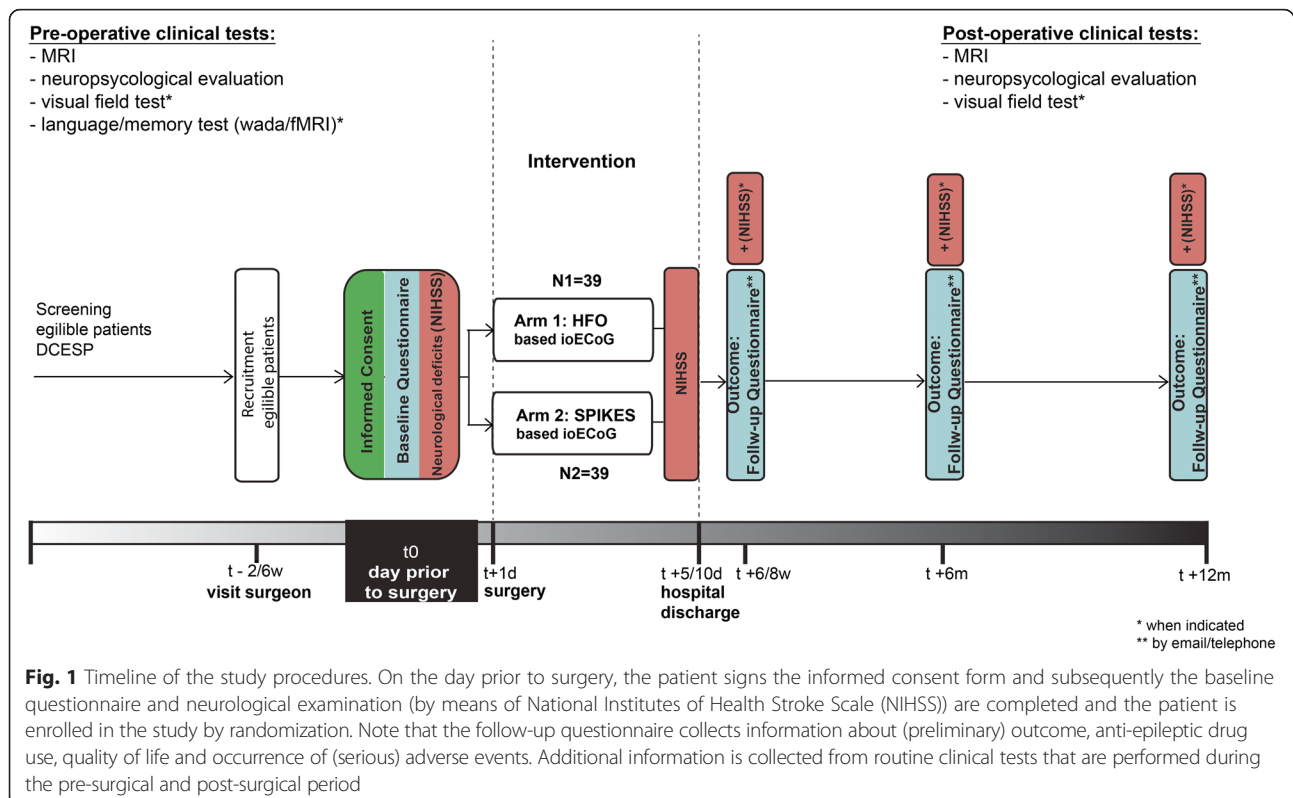 Pre-operative clinical tests:
- MRI
- neuropsycological evaluation
- visual field test*
- language/memory test (wada/fMRI)*
Post-operative clinical tests:
- MRI
- neuropsycological evaluation
- visual field test*
Intervention
Screening
egilible patients
DCESP
Recruitment
egilible patients
Informed Consent
Baseline Questionnaire
Neurological deficits (NIHSS)
N1=39
Arm 1: HFO
based ioECoG
Arm 2: SPIKES
based ioECoG
N2=39
NIHSS
+ (NIHSS)*
Outcome:
Follw-up Questionnaire**
+ (NIHSS)*
Outcome:
Follw-up Questionnaire**
+ (NIHSS)*
Outcome:
Follw-up Questionnaire**
t - 2/6w
visit surgeon
t0
day prior
to surgery
t+1d
surgery
t +5/10d
hospital
discharge
t +6/8w
t +6m
t +12m
* when indicated
** by email/telephone
Fig. 1 Timeline of the study procedures. On the day prior to surgery, the patient signs the informed consent form and subsequently the baseline
questionnaire and neurological examination (by means of National Institutes of Health Stroke Scale (NIHSS)) are completed and the patient is
enrolled in the study by randomization. Note that the follow-up questionnaire collects information about (preliminary) outcome, anti-epileptic drug
use, quality of life and occurrence of (serious) adverse events. Additional information is collected from routine clinical tests that are performed during
the pre-surgical and post-surgical period